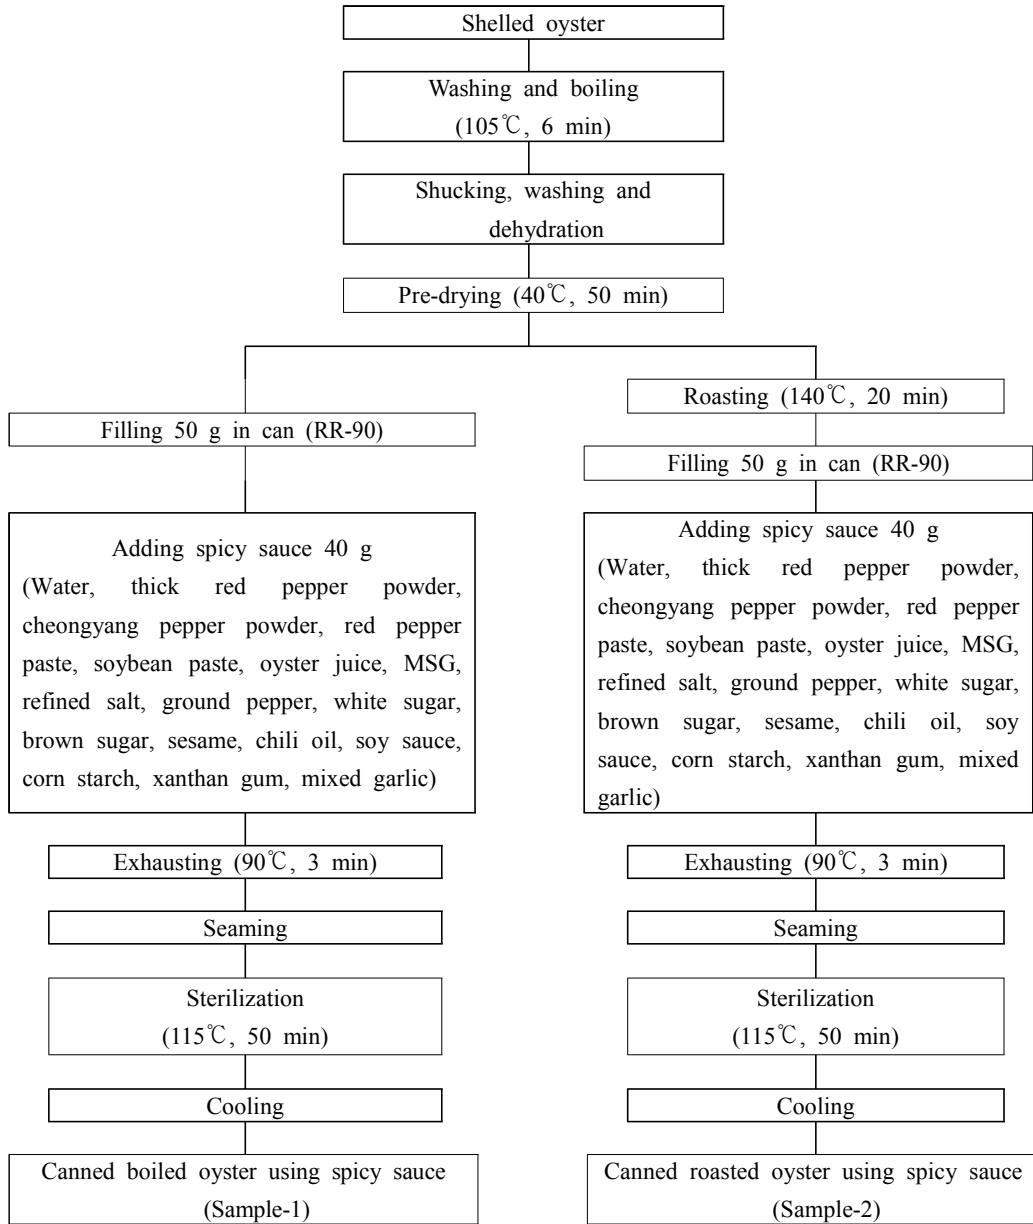 Shelled oyster
Washing and boiling
(105℃, 6 min)
Shucking, washing and
dehydration
Pre-drying (40℃, 50 min)
Filling 50 g in can (RR-90)
Adding spicy sauce 40 g
(Water, thick red pepper powder,
cheongyang pepper powder, red pepper
paste, soybean paste, oyster juice, MSG,
refined salt, ground pepper, white sugar,
brown sugar, sesame, chili oil, soy sauce,
corn starch, xanthan gum, mixed garlic)
Exhausting (90℃, 3 min)
Seaming
Sterilization
(115℃, 50 min)
Cooling
Canned boiled oyster using spicy sauce
(Sample-1)
Roasting (140℃, 20 min)
Filling 50 g in can (RR-90)
Adding spicy sauce 40 g
(Water, thick red pepper powder,
cheongyang pepper powder, red pepper
paste, soybean paste, oyster juice, MSG,
refined salt, ground pepper, white sugar,
brown sugar, sesame, chili oil, soy
sauce, corn starch, xanthan gum, mixed
garlic)
Exhausting (90℃, 3 min)
Seaming
Sterilization
(115℃, 50 min)
Cooling
Canned roasted oyster using spicy sauce
(Sample-2)